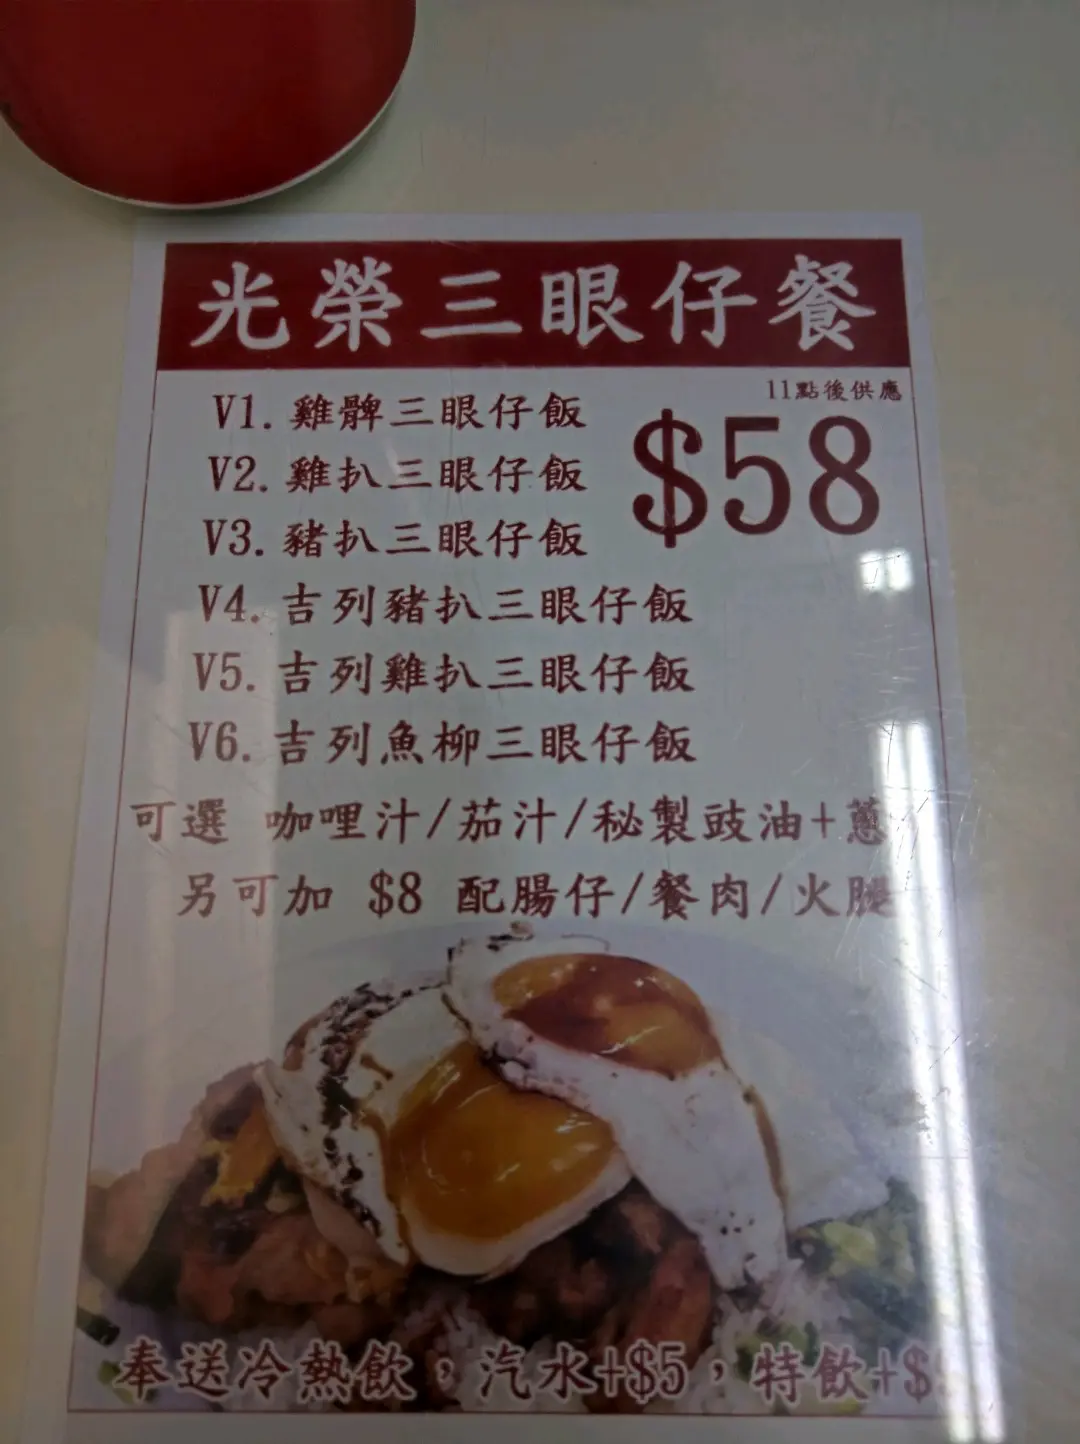 光榮三眼仔餐
11點後供應
$58
V1. 雞髀三眼仔飯
V2. 雞扒三眼仔飯
V3. 豬扒三眼仔飯
V4. 吉列豬扒三眼仔飯
V5. 吉列雞扒三眼仔飯
V6. 吉列魚柳三眼仔飯
可選 咖哩汁/茄汁/秘製豉油+蔥
另可加 $8 配腸仔/餐肉/火腿
奉送冷熱飲，汽水+$5，特飲+$